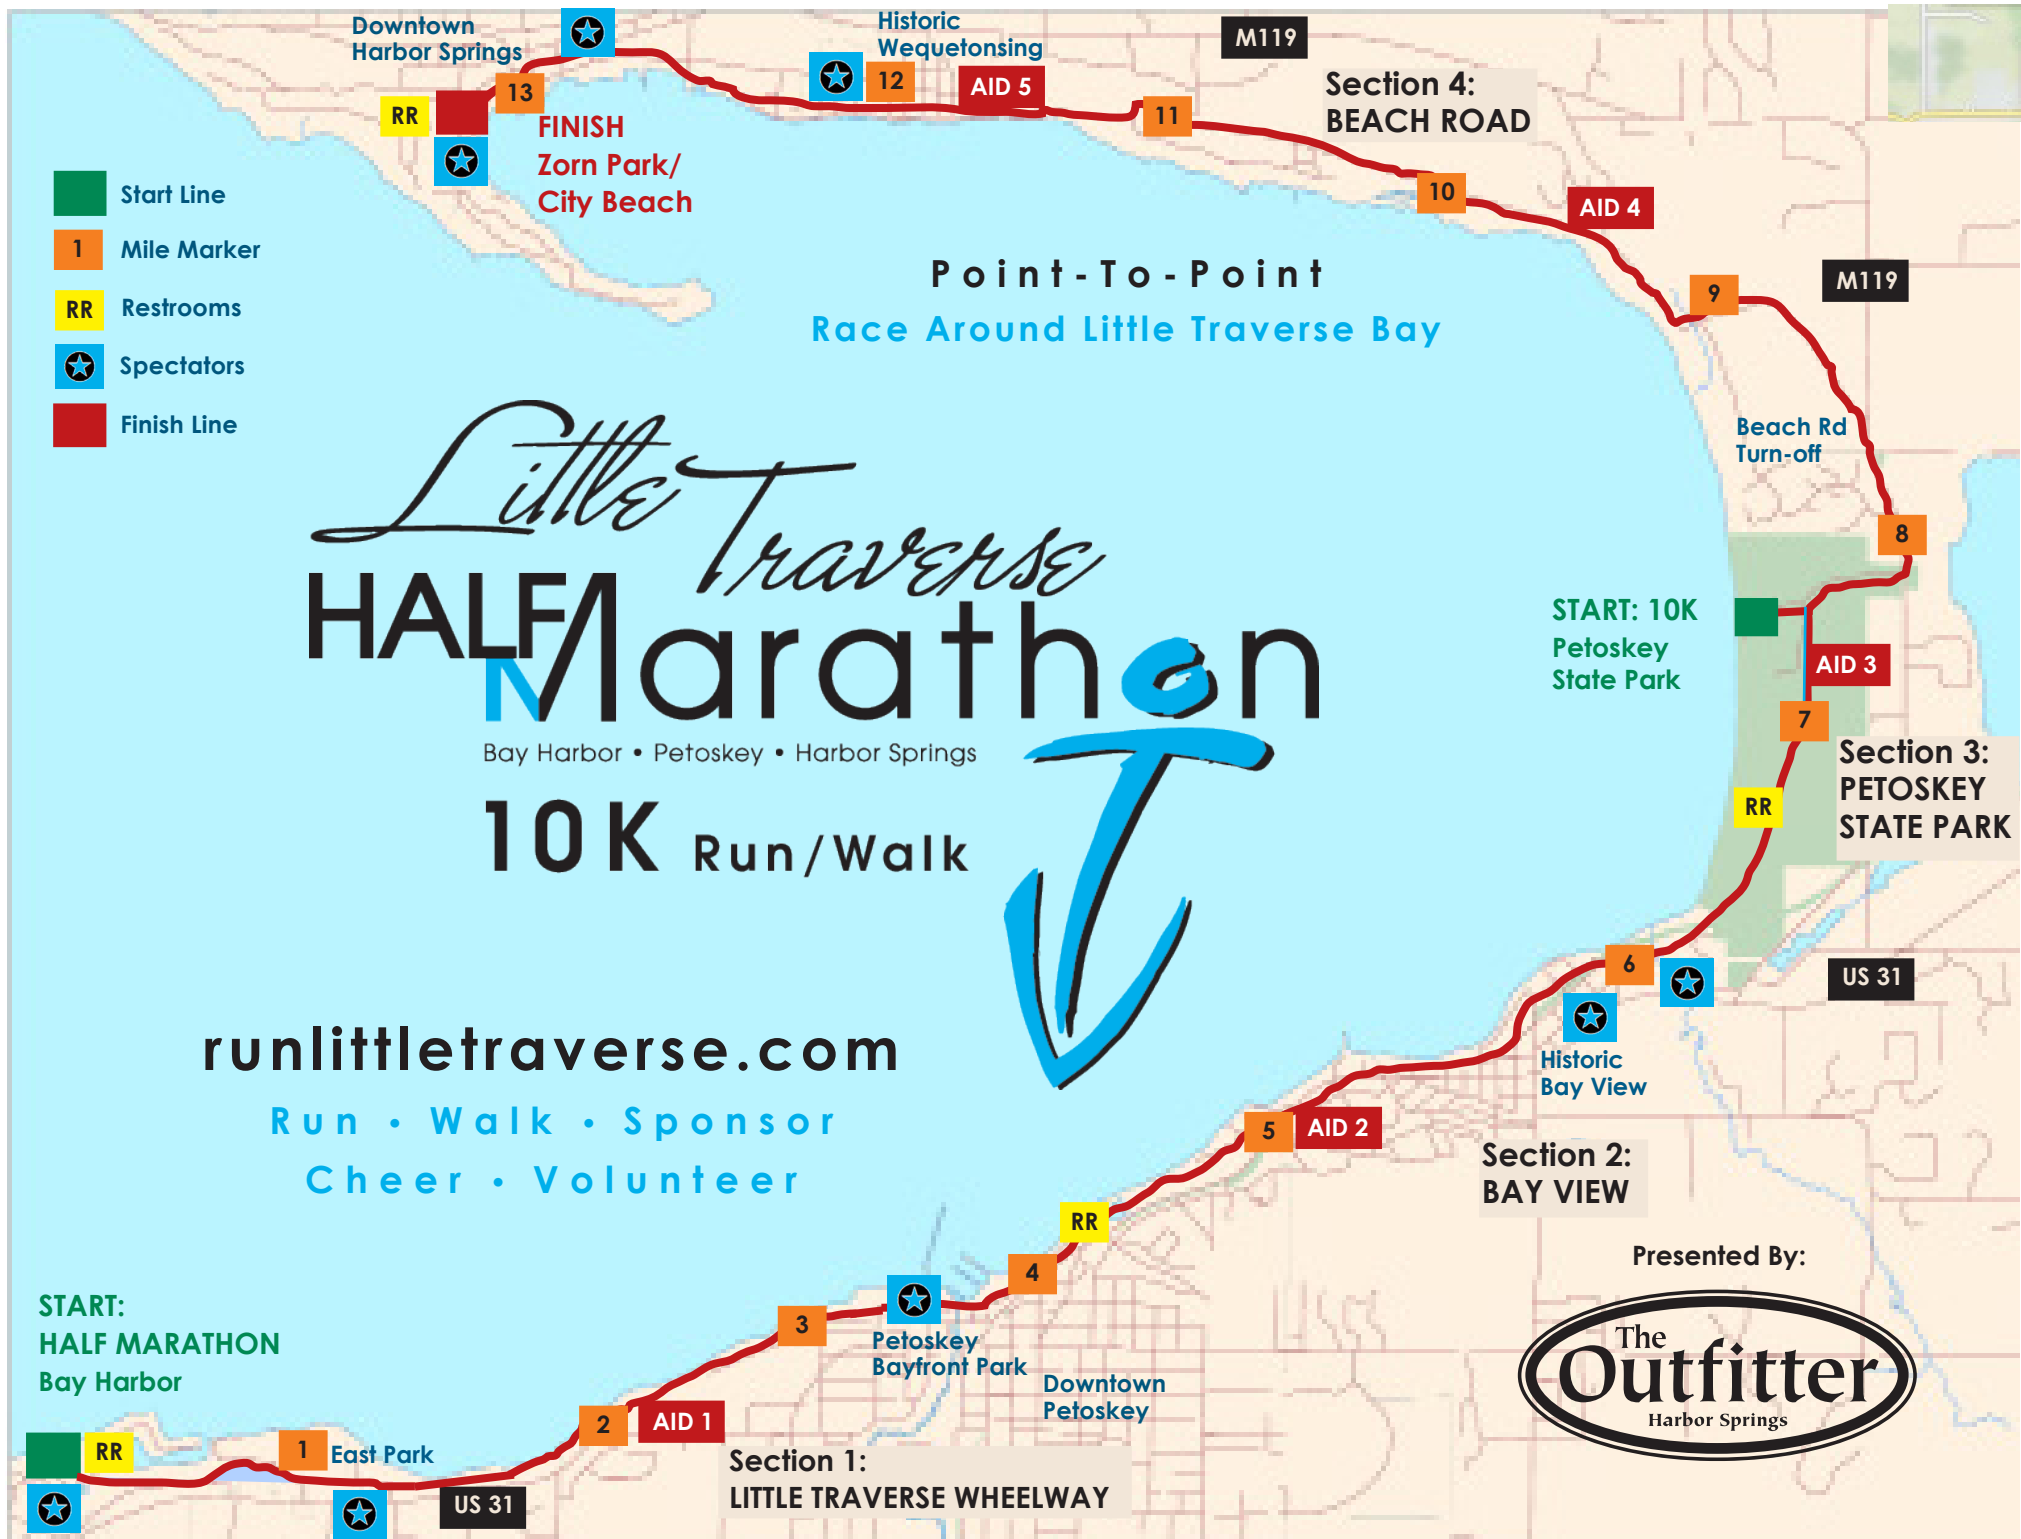 Downtown
Harbor Springs
Historic
Wequetonsing
M119
12
AID 5
13
RR
11
Section 4:
BEACH ROAD
FINISH
Zorn Park/
City Beach
10
AID 4
Start Line
1
Mile Marker
RR
Restrooms
Spectators
Finish Line
Point-To-Point
Race Around Little Traverse Bay
9
M119
Beach Rd
Turn-off
8
Little
Traverse
HALF Marathon
Bay Harbor • Petoskey • Harbor Springs
10K Run/Walk
START: 10K
Petoskey
State Park
AID 3
7
Section 3:
PETOSKEY
STATE PARK
RR
6
US 31
Historic
Bay View
runlittletraverse.com
Run • Walk • Sponsor
Cheer • Volunteer
5
AID 2
Section 2:
BAY VIEW
RR
4
Presented By:
The
Outfitter
Harbor Springs
START:
HALF MARATHON
Bay Harbor
3
Petoskey
Bayfront Park
Downtown
Petoskey
2
AID 1
RR
1
East Park
US 31
Section 1:
LITTLE TRAVERSE WHEELWAY